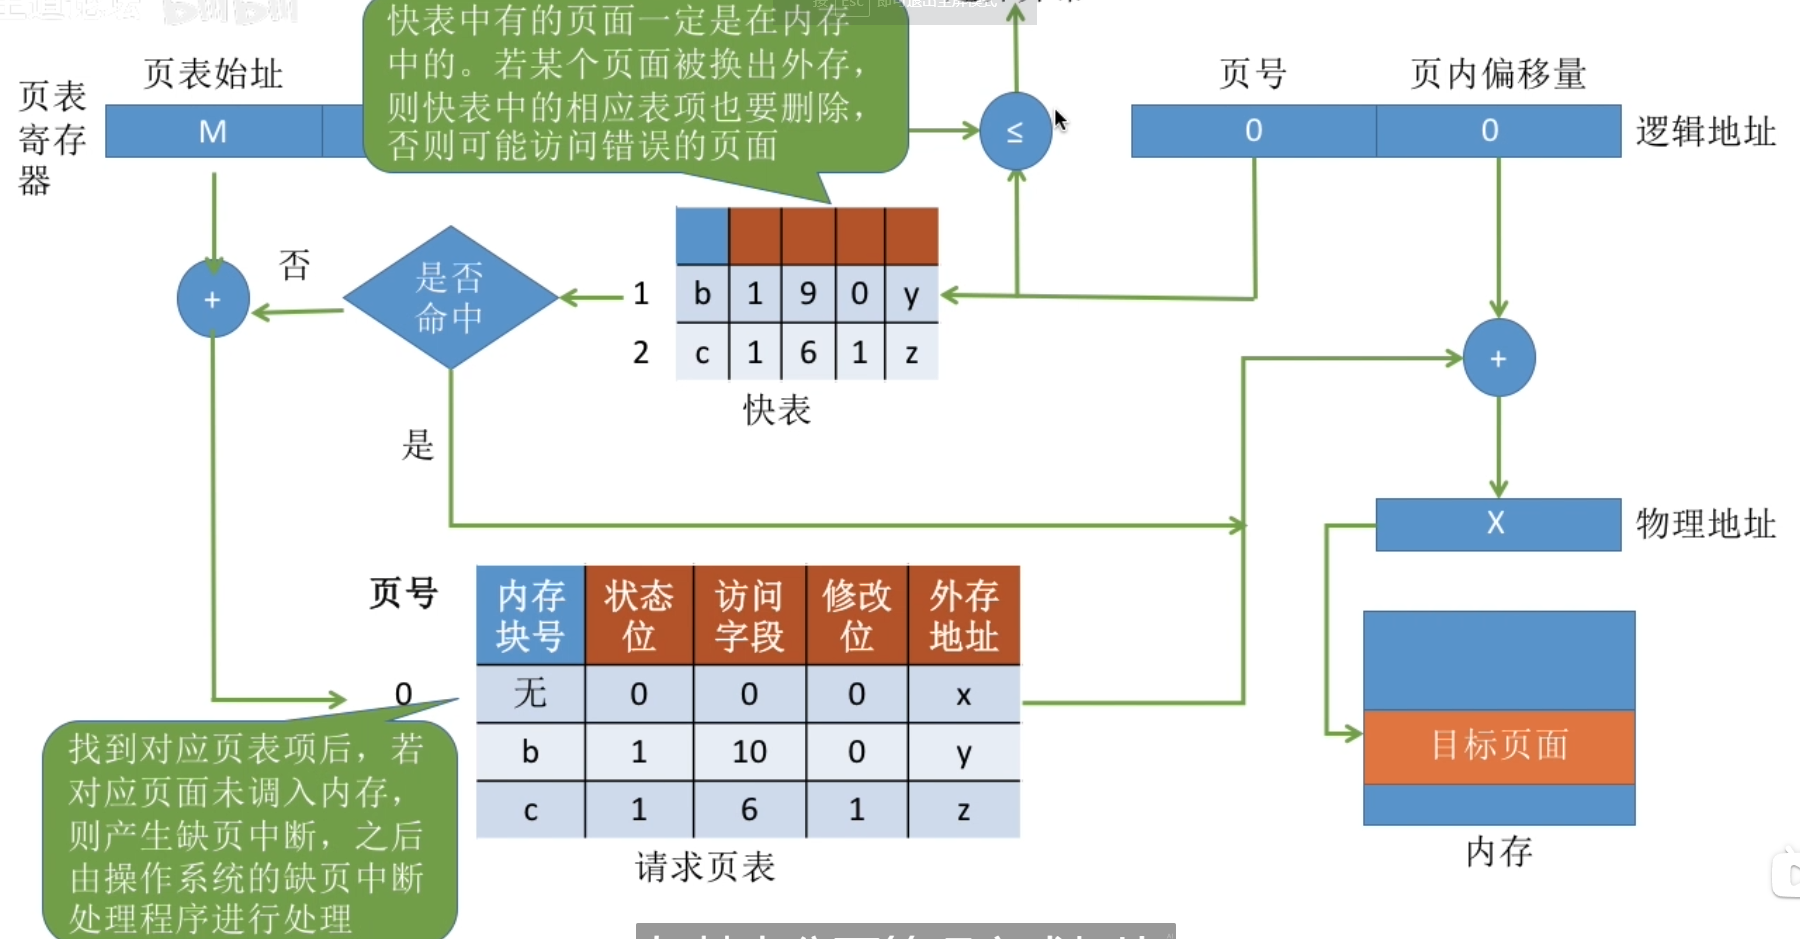 快表中有的页面一定是在内存
中的。若某个页面被换出外存，
则快表中的相应表项也要删除，
否则可能访问错误的页面
页表始址
页表
寄存
器
M
≤
页号
页内偏移量
0
0
逻辑地址
+
否
是否
命中
1
b
1
9
0
y
2
c
1
6
1
z
快表
是
+
X
物理地址
页号
内存
块号
状态
位
访问
字段
修改
位
外存
地址
0
无
0
0
0
x
b
1
10
0
y
c
1
6
1
z
请求页表
找到对应页表项后，若
对应页面未调入内存，
则产生缺页中断，之后
由操作系统的缺页中断
处理程序进行处理
目标页面
内存